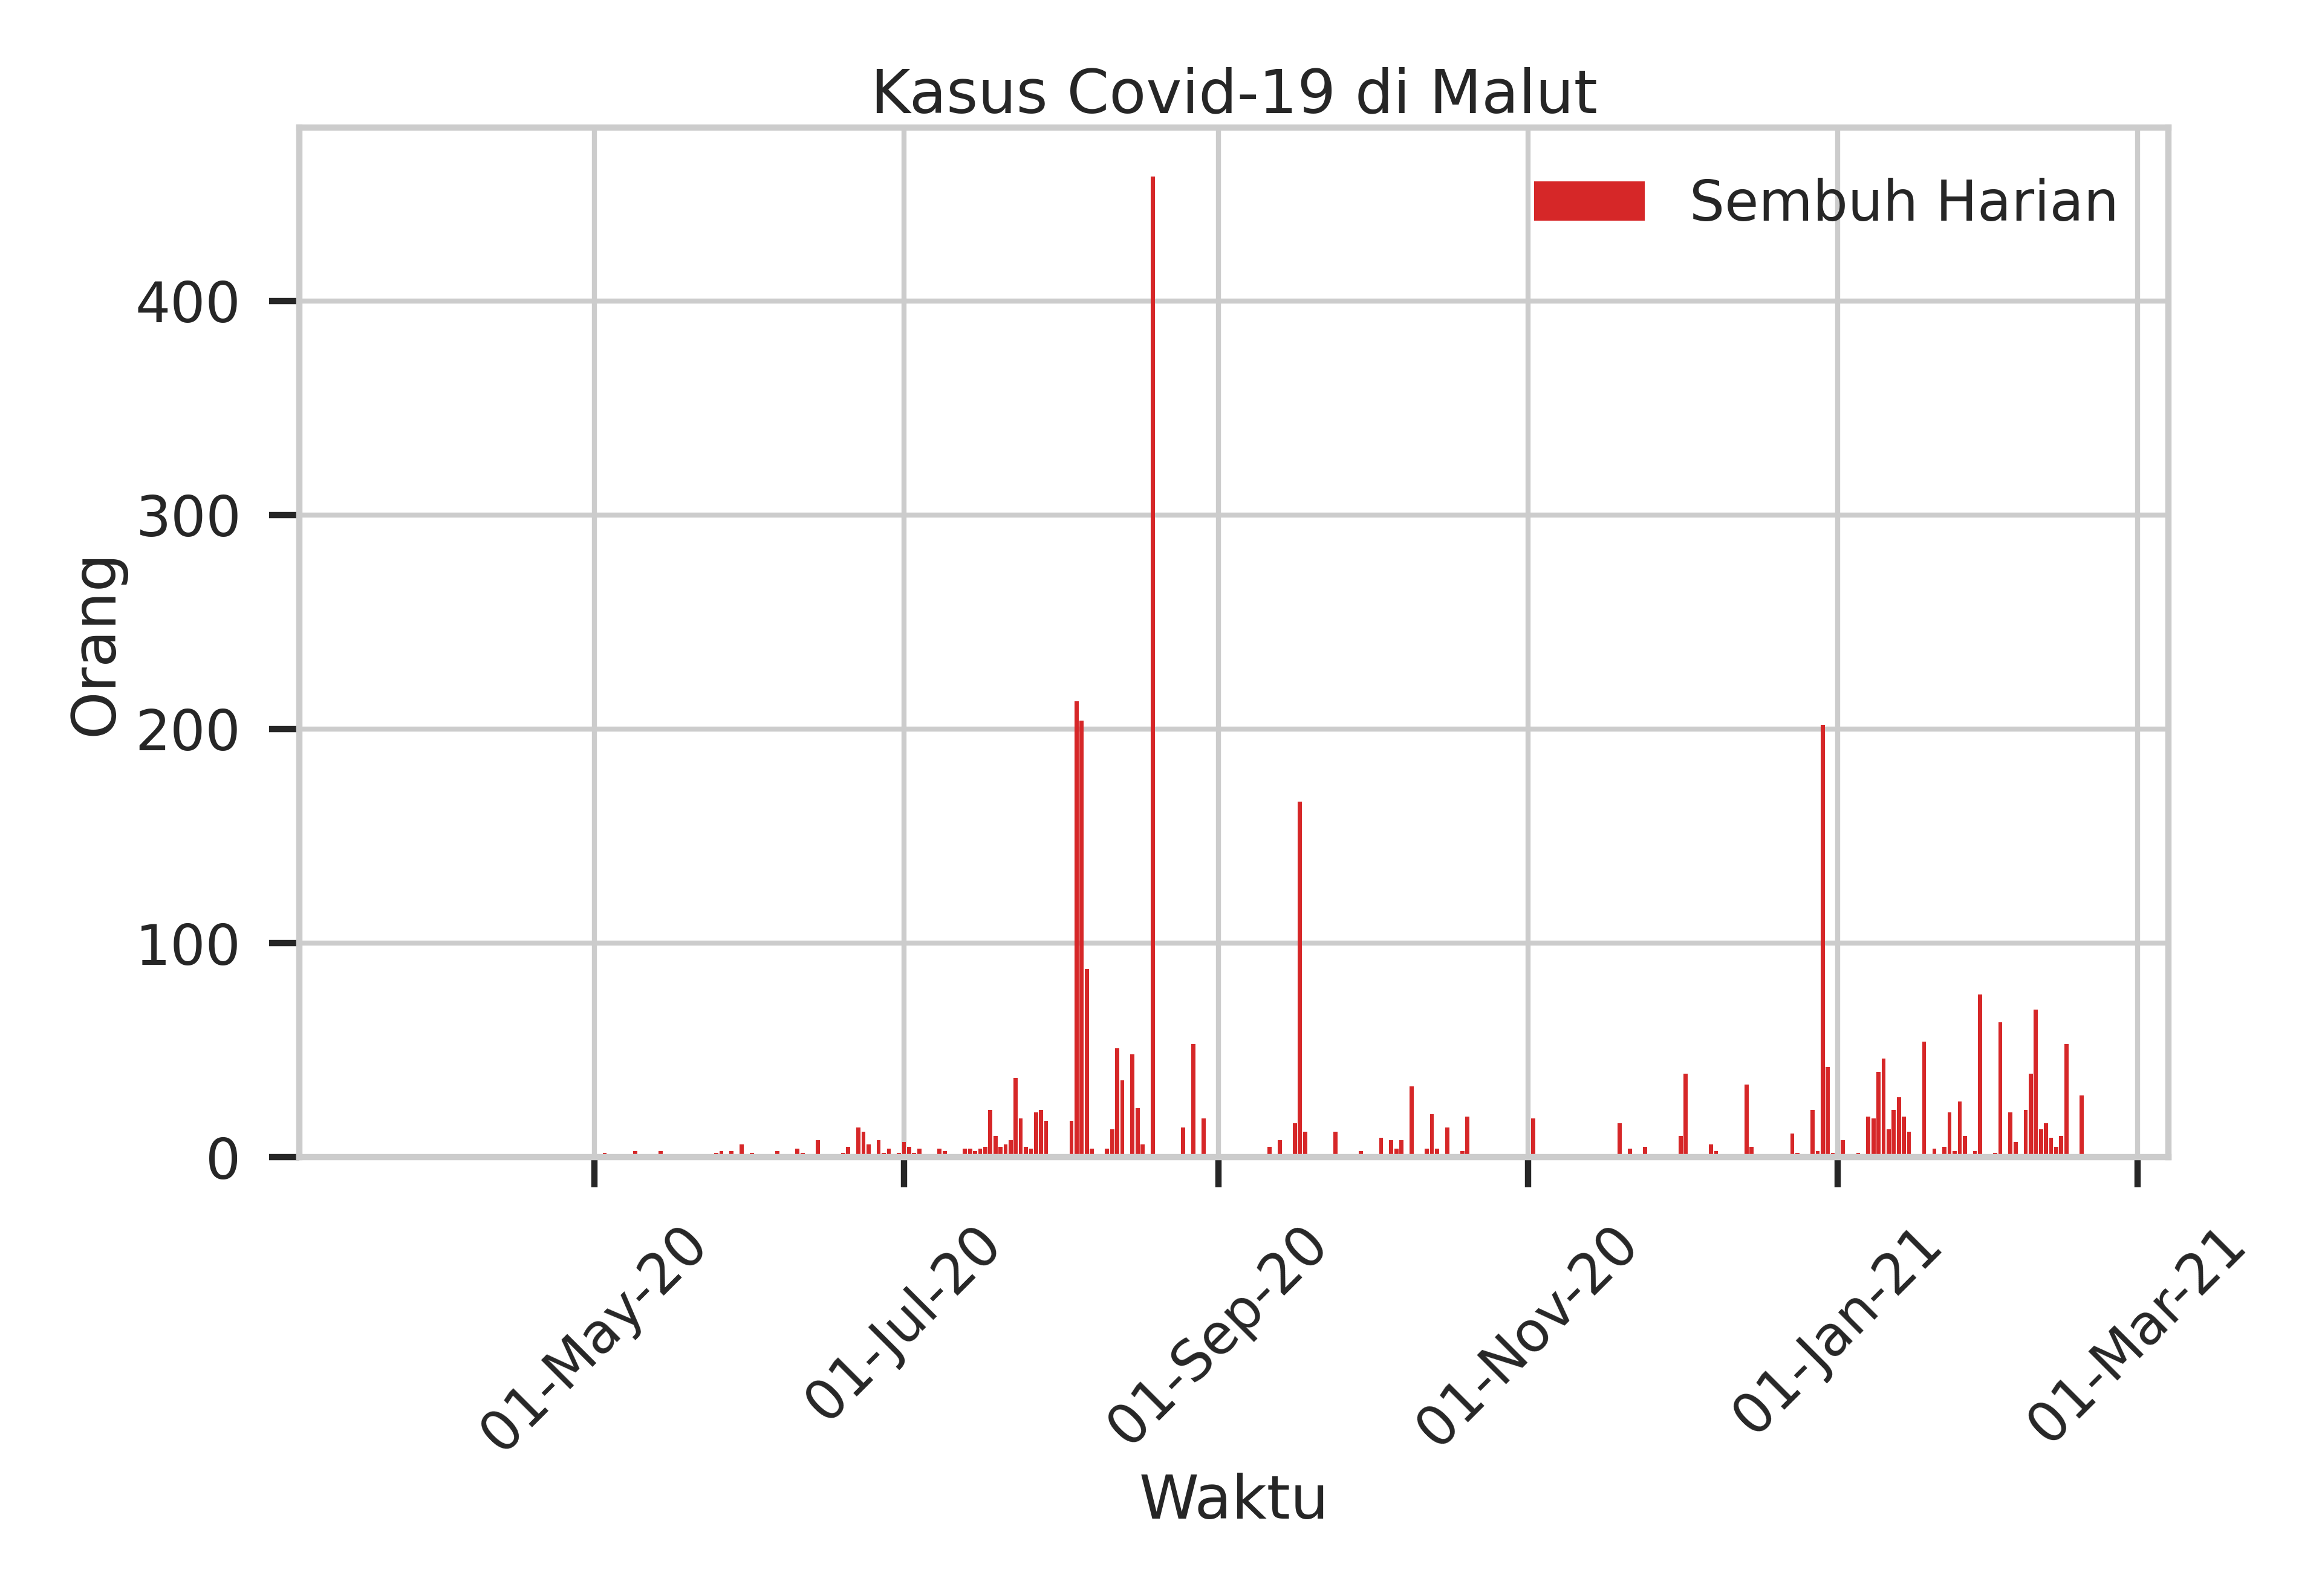 Kasus Covid-19 di Malut
Sembuh Harian
400
300
200
100
0
Orang
01-May-20
01-Jul-20
01-Sep-20
01-Nov-20
01-Jan-21
01-Mar-21
Waktu